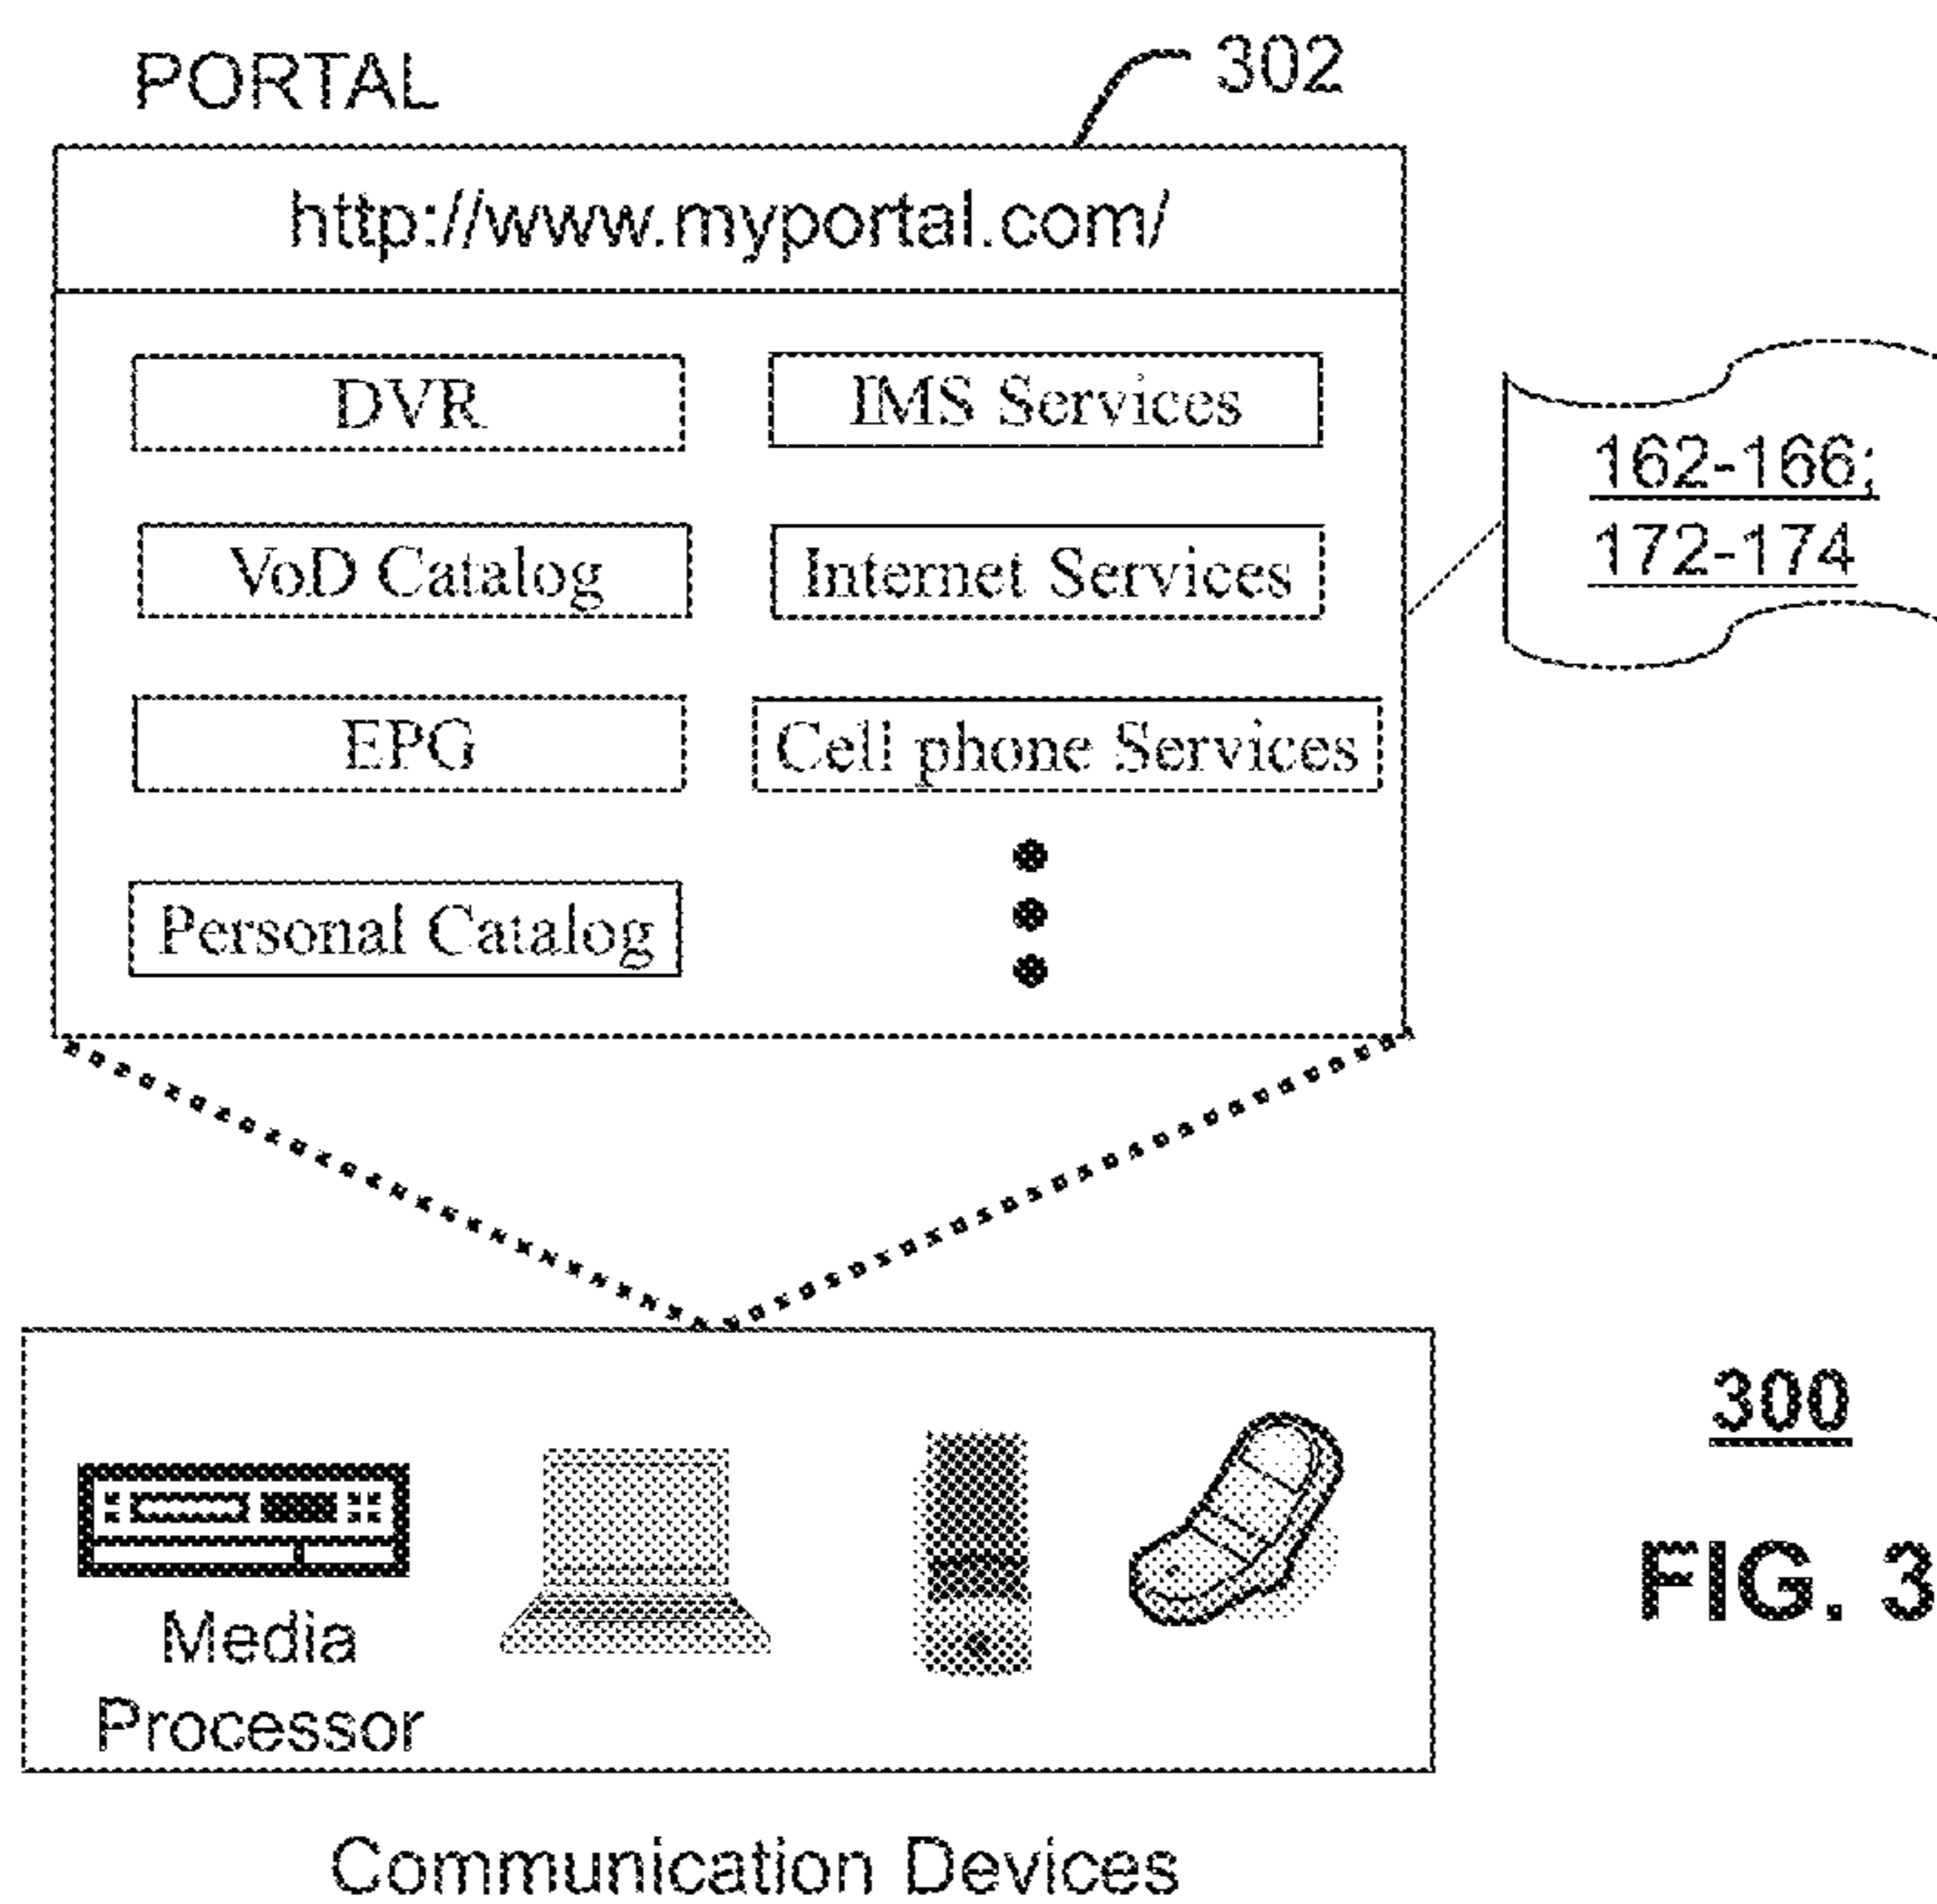 PORTAL
302
http://www.myportal.com/
DVR
IMS Services
VoD Catalog
Internet Services
EPG
Cell phone Services
Personal Catalog
162-166;
172-174
Media
Processor
Communication Devices
300
FIG. 3